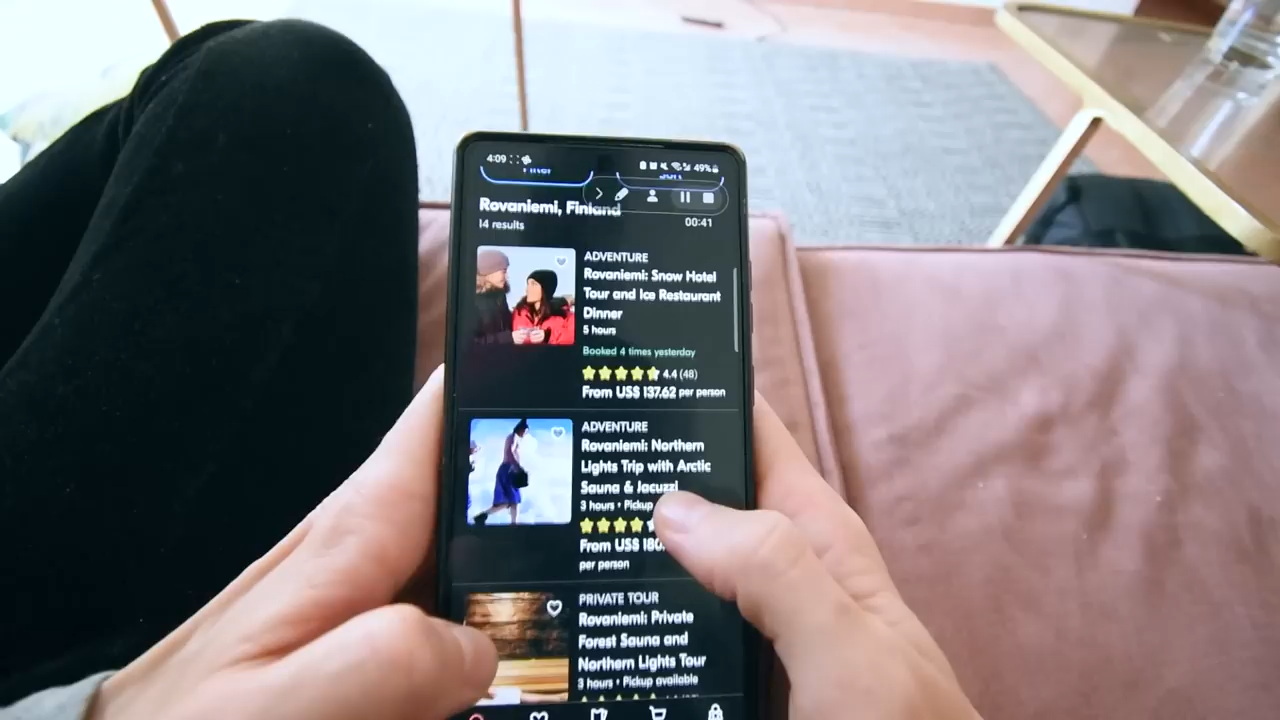 4:09
49%
Rovaniemi, Finland
14 results
00:41
ADVENTURE
Rovaniemi: Snow Hotel
Tour and Ice Restaurant
Dinner
5 hours
Booked 4 times yesterday
4.4 (48)
From US$ 137.62 per person
ADVENTURE
Rovaniemi: Northern
Lights Trip with Arctic
Sauna & Jacuzzi
3 hours • Pickup
From US$ 180.
per person
PRIVATE TOUR
Rovaniemi: Private
Forest Sauna and
Northern Lights Tour
3 hours • Pickup available